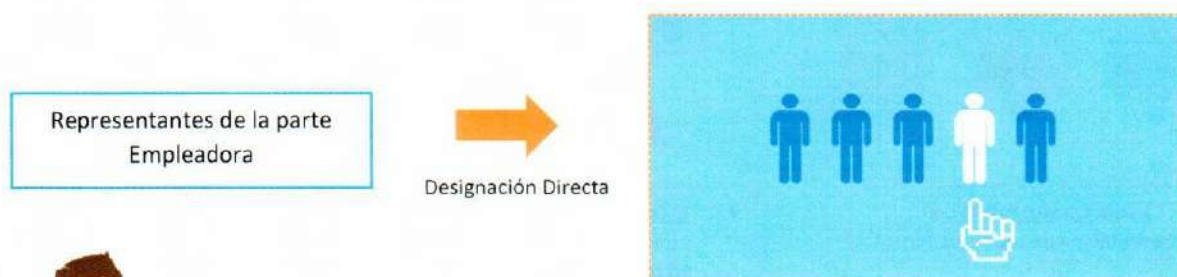 Representantes de la parte
Empleadora
Designación Directa